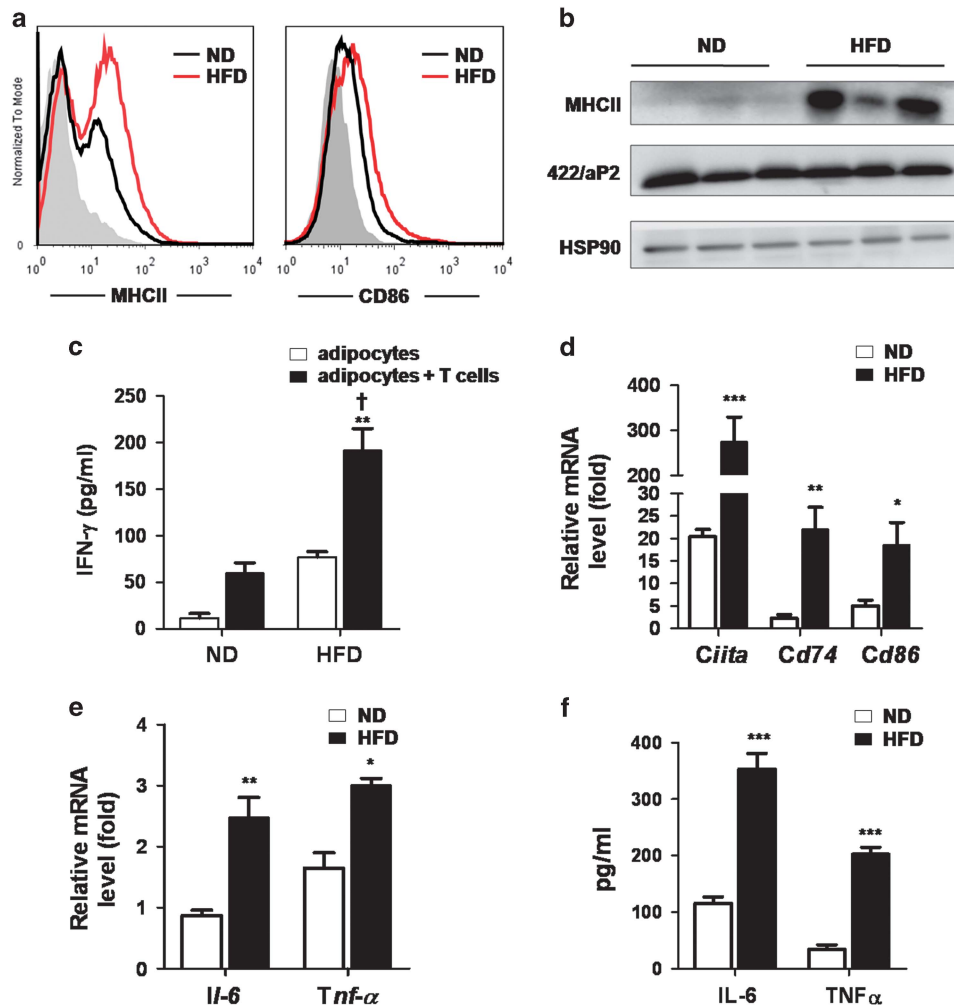 a
ND
HFD
ND
HFD
Normalized To Mode
0
10^0 10^1 10^2 10^3 10^4
10^0 10^1 10^2 10^3 10^4
MHCII
CD86
b
ND HFD
MHCII
422/aP2
HSP90
c
adipocytes
adipocytes + T cells
IFN-γ (pg/ml)
250
200
150
100
50
0
†
**
ND HFD
d
ND
HFD
Relative mRNA
level (fold)
400
300
200
100
25
20
15
10
5
0
***
**
*
Ciita Cd74 Cd86
e
ND
HFD
Relative mRNA
level (fold)
4
3
2
1
0
**
*
Il-6 Tnf-α
f
ND
HFD
pg/ml
400
300
200
100
0
***
***
IL-6 TNFα